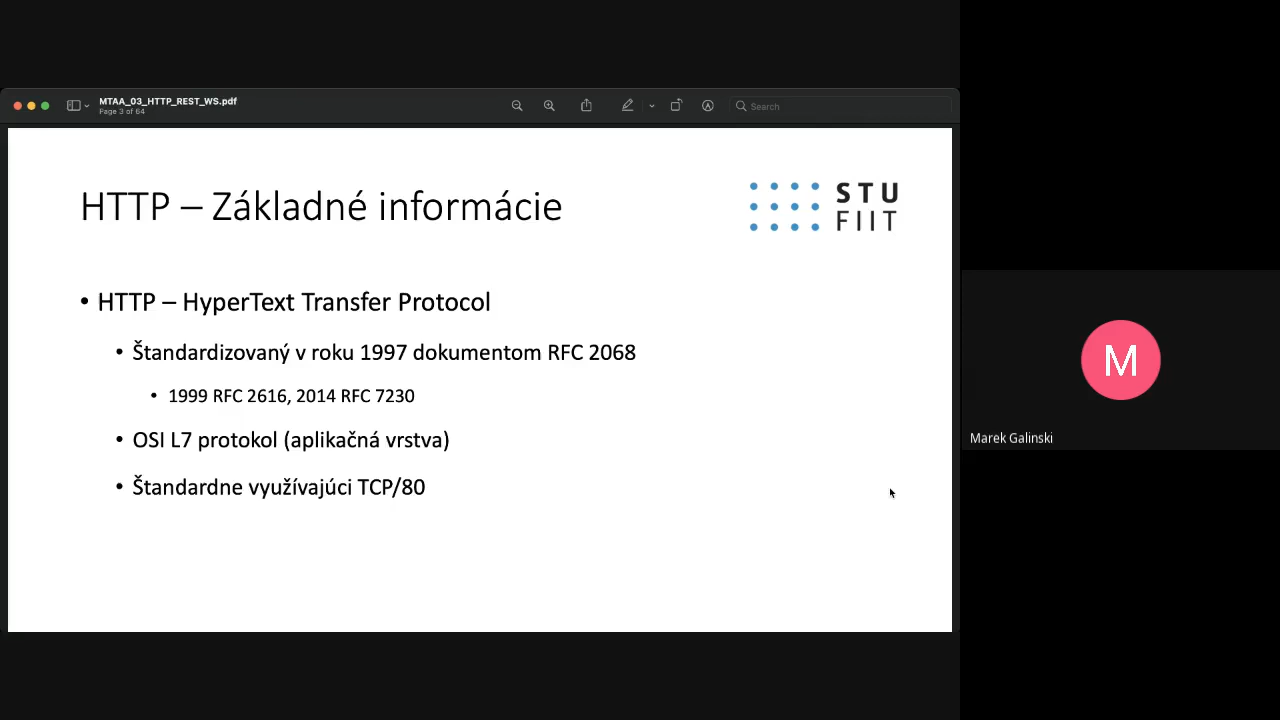 MTAA_03_HTTP_REST_WS.pdf
Page 3 of 64
Search
HTTP – Základné informácie
STU
FIIT
• HTTP – HyperText Transfer Protocol
• Štandardizovaný v roku 1997 dokumentom RFC 2068
• 1999 RFC 2616, 2014 RFC 7230
• OSI L7 protokol (aplikačná vrstva)
• Štandardne využívajúci TCP/80
M
Marek Galinski